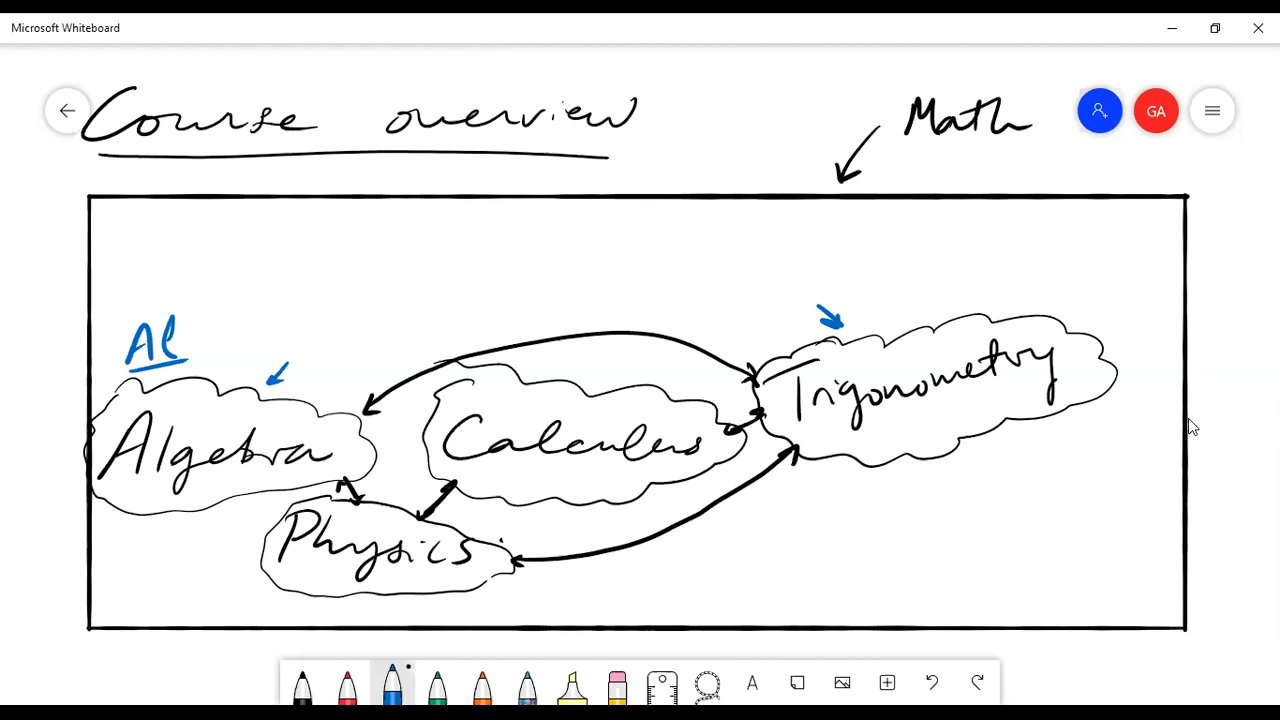 Microsoft Whiteboard
Course overview
Math
GA
Al
Trigonometry
Algebra
Calculus
Physics
A